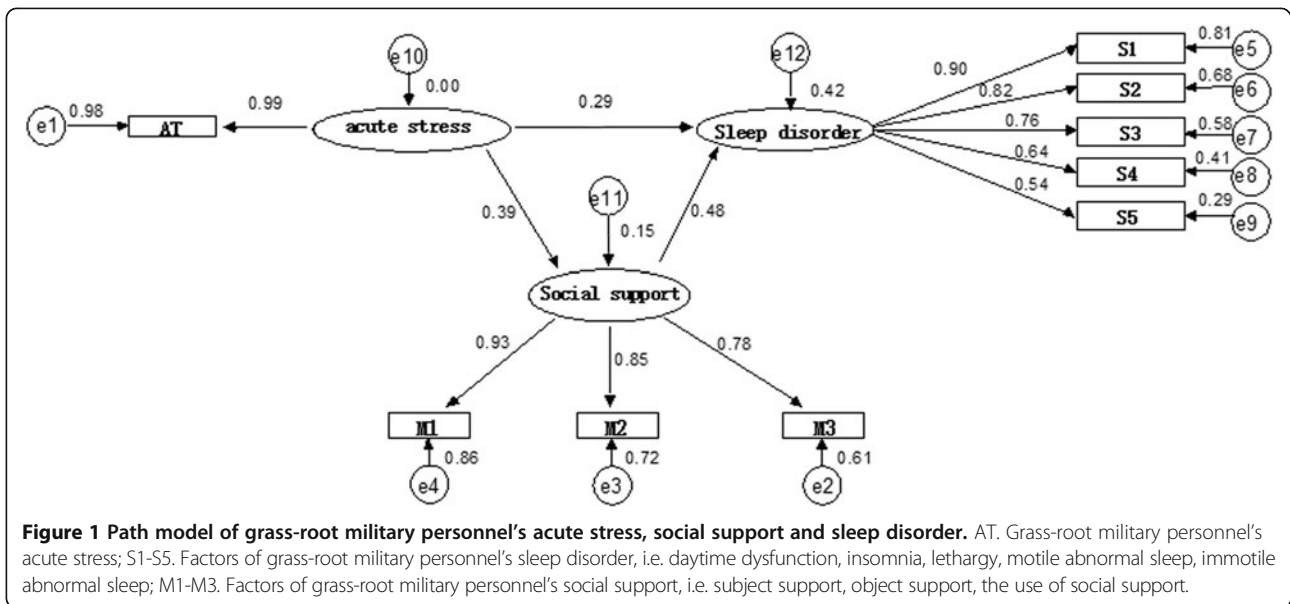 e10
e12
S1
0.81
e5
0.90
0.00
0.42
S2
0.68
e6
0.82
e1
0.98
AT
0.99
acute stress
0.29
Sleep disorder
0.76
S3
0.58
e7
0.64
S4
0.41
e8
0.54
S5
0.29
e9
0.39
e11
0.48
0.15
Social support
0.93
0.85
0.78
M1
M2
M3
0.86
0.72
0.61
e4
e3
e2
Figure 1 Path model of grass-root military personnel's acute stress, social support and sleep disorder. AT. Grass-root military personnel's
acute stress; S1-S5. Factors of grass-root military personnel's sleep disorder, i.e. daytime dysfunction, insomnia, lethargy, motile abnormal sleep, immotile
abnormal sleep; M1-M3. Factors of grass-root military personnel's social support, i.e. subject support, object support, the use of social support.